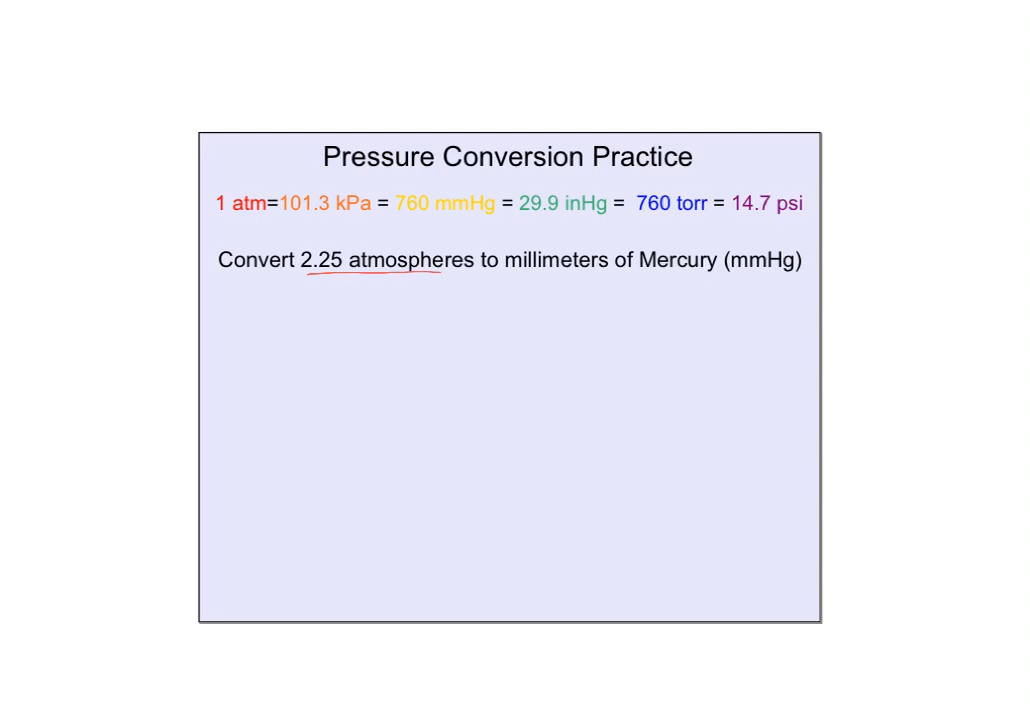 Pressure Conversion Practice
1 atm=101.3 kPa = 760 mmHg = 29.9 inHg = 760 torr = 14.7 psi
Convert 2.25 atmospheres to millimeters of Mercury (mmHg)